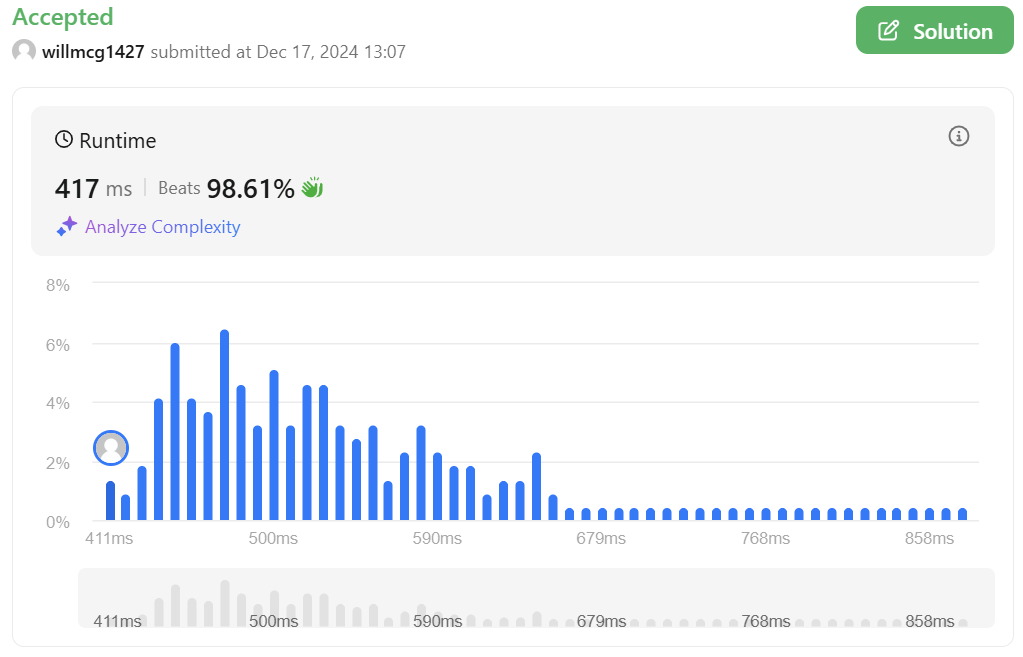 Accepted
willmcg1427 submitted at Dec 17, 2024 13:07
Solution
Runtime
417 ms Beats 98.61%
Analyze Complexity
8%
6%
4%
2%
0%
411ms 500ms 590ms 679ms 768ms 858ms
411ms 500ms 590ms 679ms 768ms 858ms